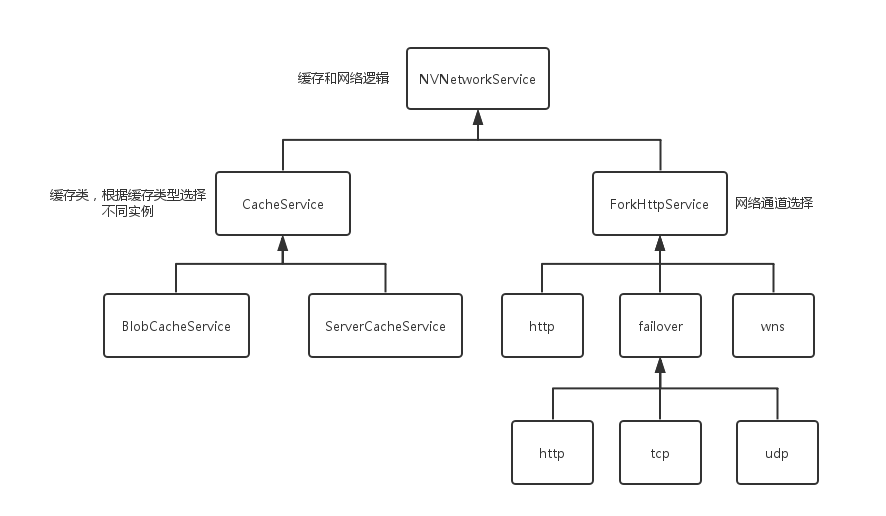 缓存和网络逻辑
NVNetworkService
缓存类，根据缓存类型选择
不同实例
CacheService
ForkHttpService
网络通道选择
BlobCacheService
ServerCacheService
http
failover
wns
http
tcp
udp